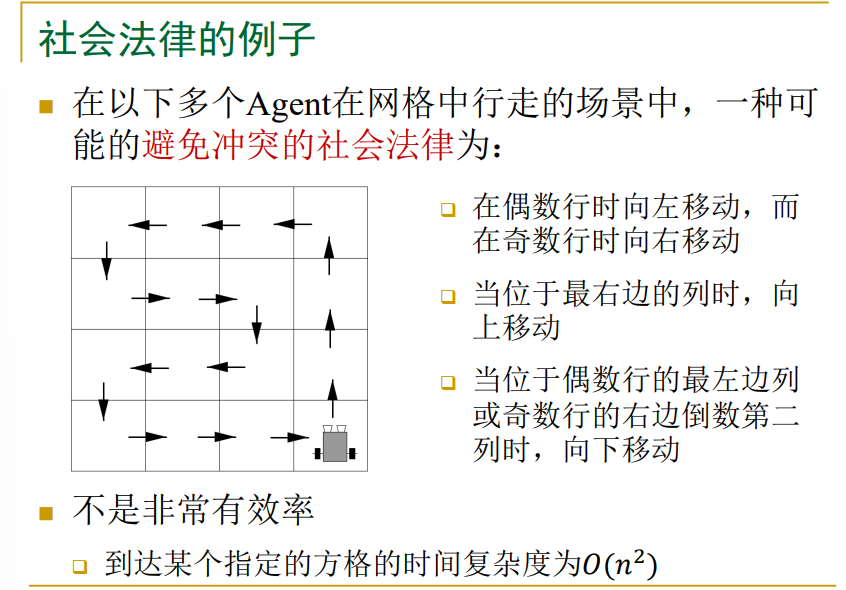 社会法律的例子
在以下多个Agent在网格中行走的场景中，一种可
能的避免冲突的社会法律为：
在偶数行时向左移动，而
在奇数行时向右移动
当位于最右边的列时，向
上移动
当位于偶数行的最左边列
或奇数行的右边倒数第二
列时，向下移动
不是非常有效率
到达某个指定的方格的时间复杂度为O(n²)